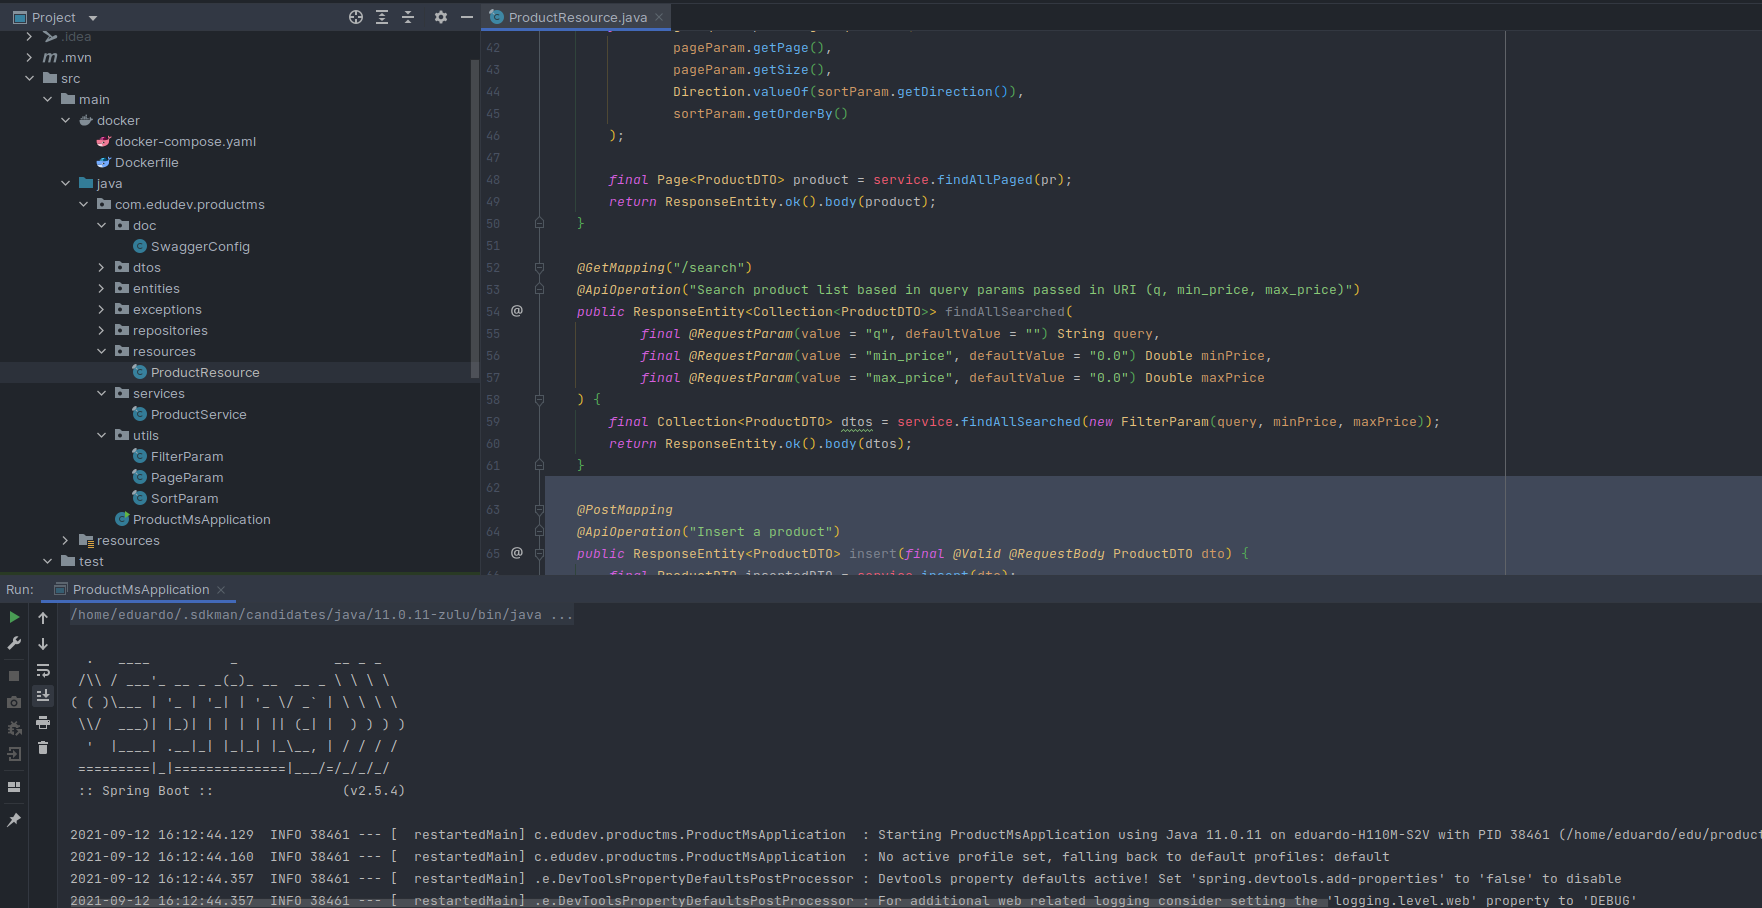 Project
ProductResource.java
.idea
.mvn
src
main
docker
docker-compose.yaml
Dockerfile
java
com.edudev.productms
doc
SwaggerConfig
dtos
entities
exceptions
repositories
resources
ProductResource
services
ProductService
utils
FilterParam
PageParam
SortParam
ProductMsApplication
resources
test
42 pageParam.getPage(),
43 pageParam.getSize(),
44 Direction.valueOf(sortParam.getDirection()),
45 sortParam.getOrderBy()
46 );
47
48 final Page<ProductDTO> product = service.findAllPaged(pr);
49 return ResponseEntity.ok().body(product);
50 }
51
52 @GetMapping("/search")
53 @ApiOperation("Search product list based in query params passed in URI (q, min_price, max_price)")
54 @ public ResponseEntity<Collection<ProductDTO>> findAllSearched(
55 final @RequestParam(value = "q", defaultValue = "") String query,
56 final @RequestParam(value = "min_price", defaultValue = "0.0") Double minPrice,
57 final @RequestParam(value = "max_price", defaultValue = "0.0") Double maxPrice
58 ) {
59 final Collection<ProductDTO> dtos = service.findAllSearched(new FilterParam(query, minPrice, maxPrice));
60 return ResponseEntity.ok().body(dtos);
61 }
62
63 @PostMapping
64 @ApiOperation("Insert a product")
65 @ public ResponseEntity<ProductDTO> insert(final @Valid @RequestBody ProductDTO dto) {
final ProductDTO insertedDTO = service.insert(dto);
Run: ProductMsApplication
/home/eduardo/.sdkman/candidates/java/11.0.11-zulu/bin/java ...
  .   ____          _            __ _ _
 /\\ / ___'_ __ _ _(_)_ __  __ _ \ \ \ \
( ( )\___ | '_ | '_| | '_ \/ _` | \ \ \ \
 \\/  ___)| |_)| | | | | || (_| |  ) ) ) )
  '  |____| .__|_| |_|_| |_\__, | / / / /
 =========|_|==============|___/=/_/_/_/
 :: Spring Boot ::                (v2.5.4)
2021-09-12 16:12:44.129  INFO 38461 --- [  restartedMain] c.edudev.productms.ProductMsApplication  : Starting ProductMsApplication using Java 11.0.11 on eduardo-H110M-S2V with PID 38461 (/home/eduardo/edu/product
2021-09-12 16:12:44.160  INFO 38461 --- [  restartedMain] c.edudev.productms.ProductMsApplication  : No active profile set, falling back to default profiles: default
2021-09-12 16:12:44.357  INFO 38461 --- [  restartedMain] .e.DevToolsPropertyDefaultsPostProcessor : Devtools property defaults active! Set 'spring.devtools.add-properties' to 'false' to disable
2021-09-12 16:12:44.357  INFO 38461 --- [  restartedMain] .e.DevToolsPropertyDefaultsPostProcessor : For additional web related logging consider setting the 'logging.level.web' property to 'DEBUG'